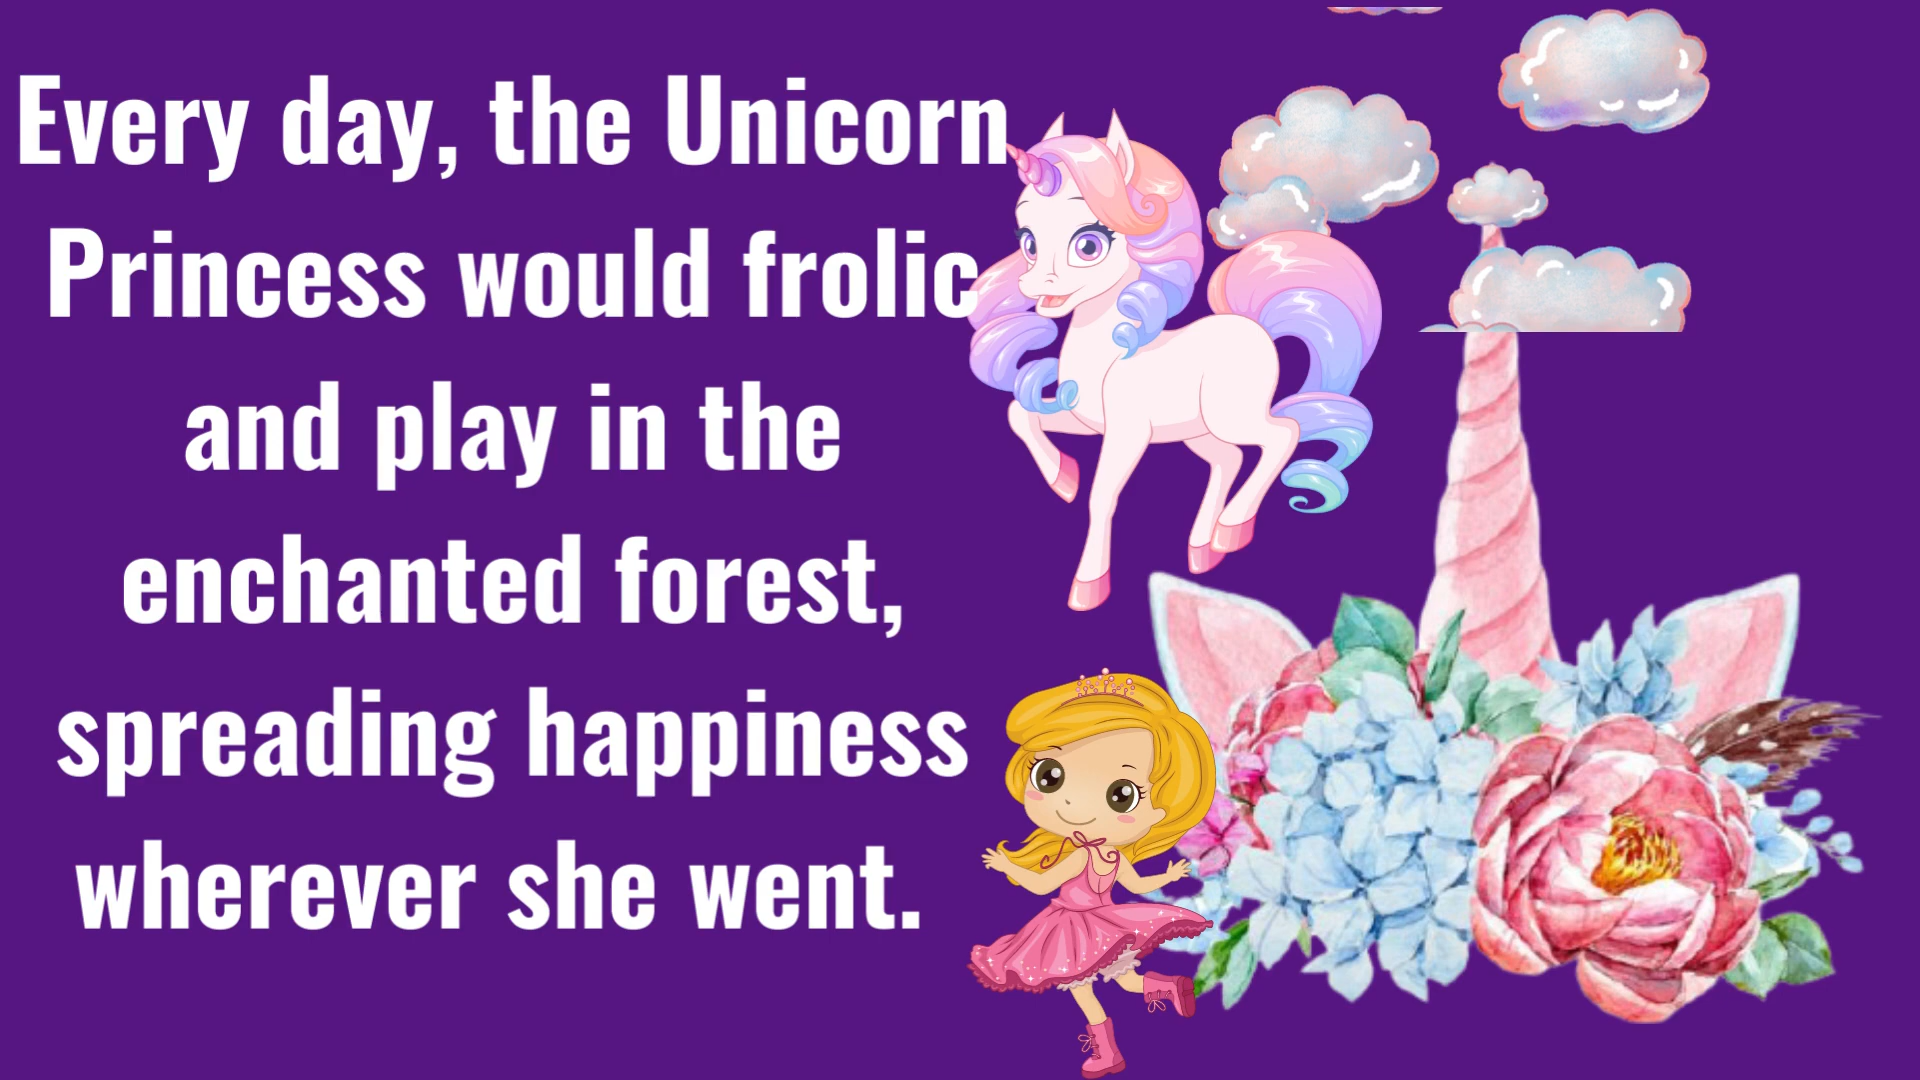 Every day, the Unicorn
Princess would frolic
and play in the
enchanted forest,
spreading happiness
wherever she went.